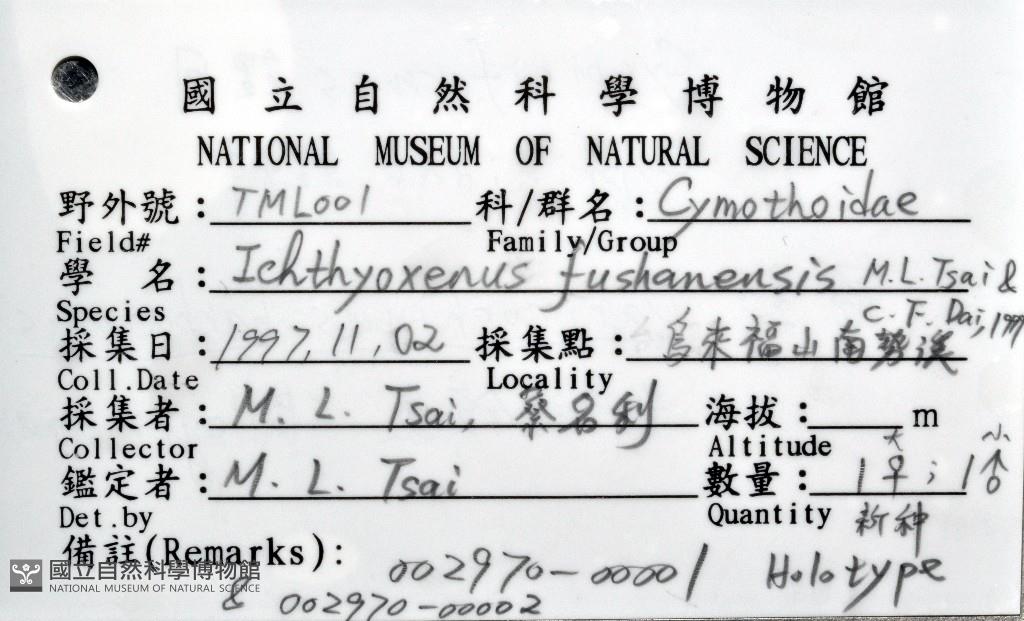 國立自然科學博物館
NATIONAL MUSEUM OF NATURAL SCIENCE
野外號：TML001 科/群名：Cymothoidae
Field# Family/Group
學 名：Ichthyoxenus fushanensis M.L. Tsai &
Species C. F. Dai, 1999
採集日：1997, 11, 02 採集點：烏來福山南勢溪
Coll.Date Locality
採集者：M. L. Tsai, 蔡名利 海拔： m
Collector Altitude
大 小
鑑定者：M. L. Tsai 數量：1♀; 1♂
Det.by Quantity 新种
備註(Remarks): 002970-00001 Holotype
& 002970-00002
國立自然科學博物館
NATIONAL MUSEUM OF NATURAL SCIENCE